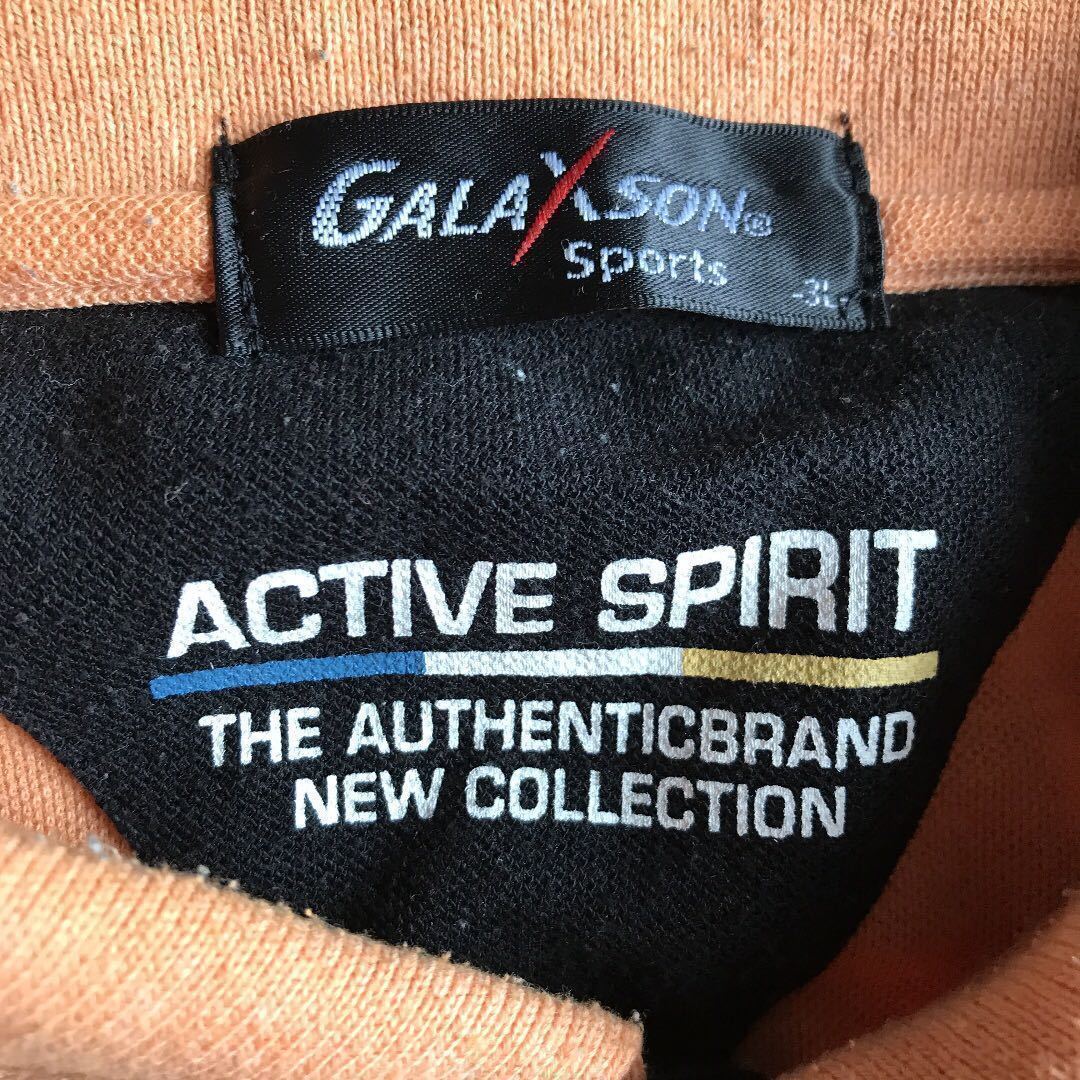 GALAXSON®
Sports
-3L-
ACTIVE SPIRIT
THE AUTHENTICBRAND
NEW COLLECTION